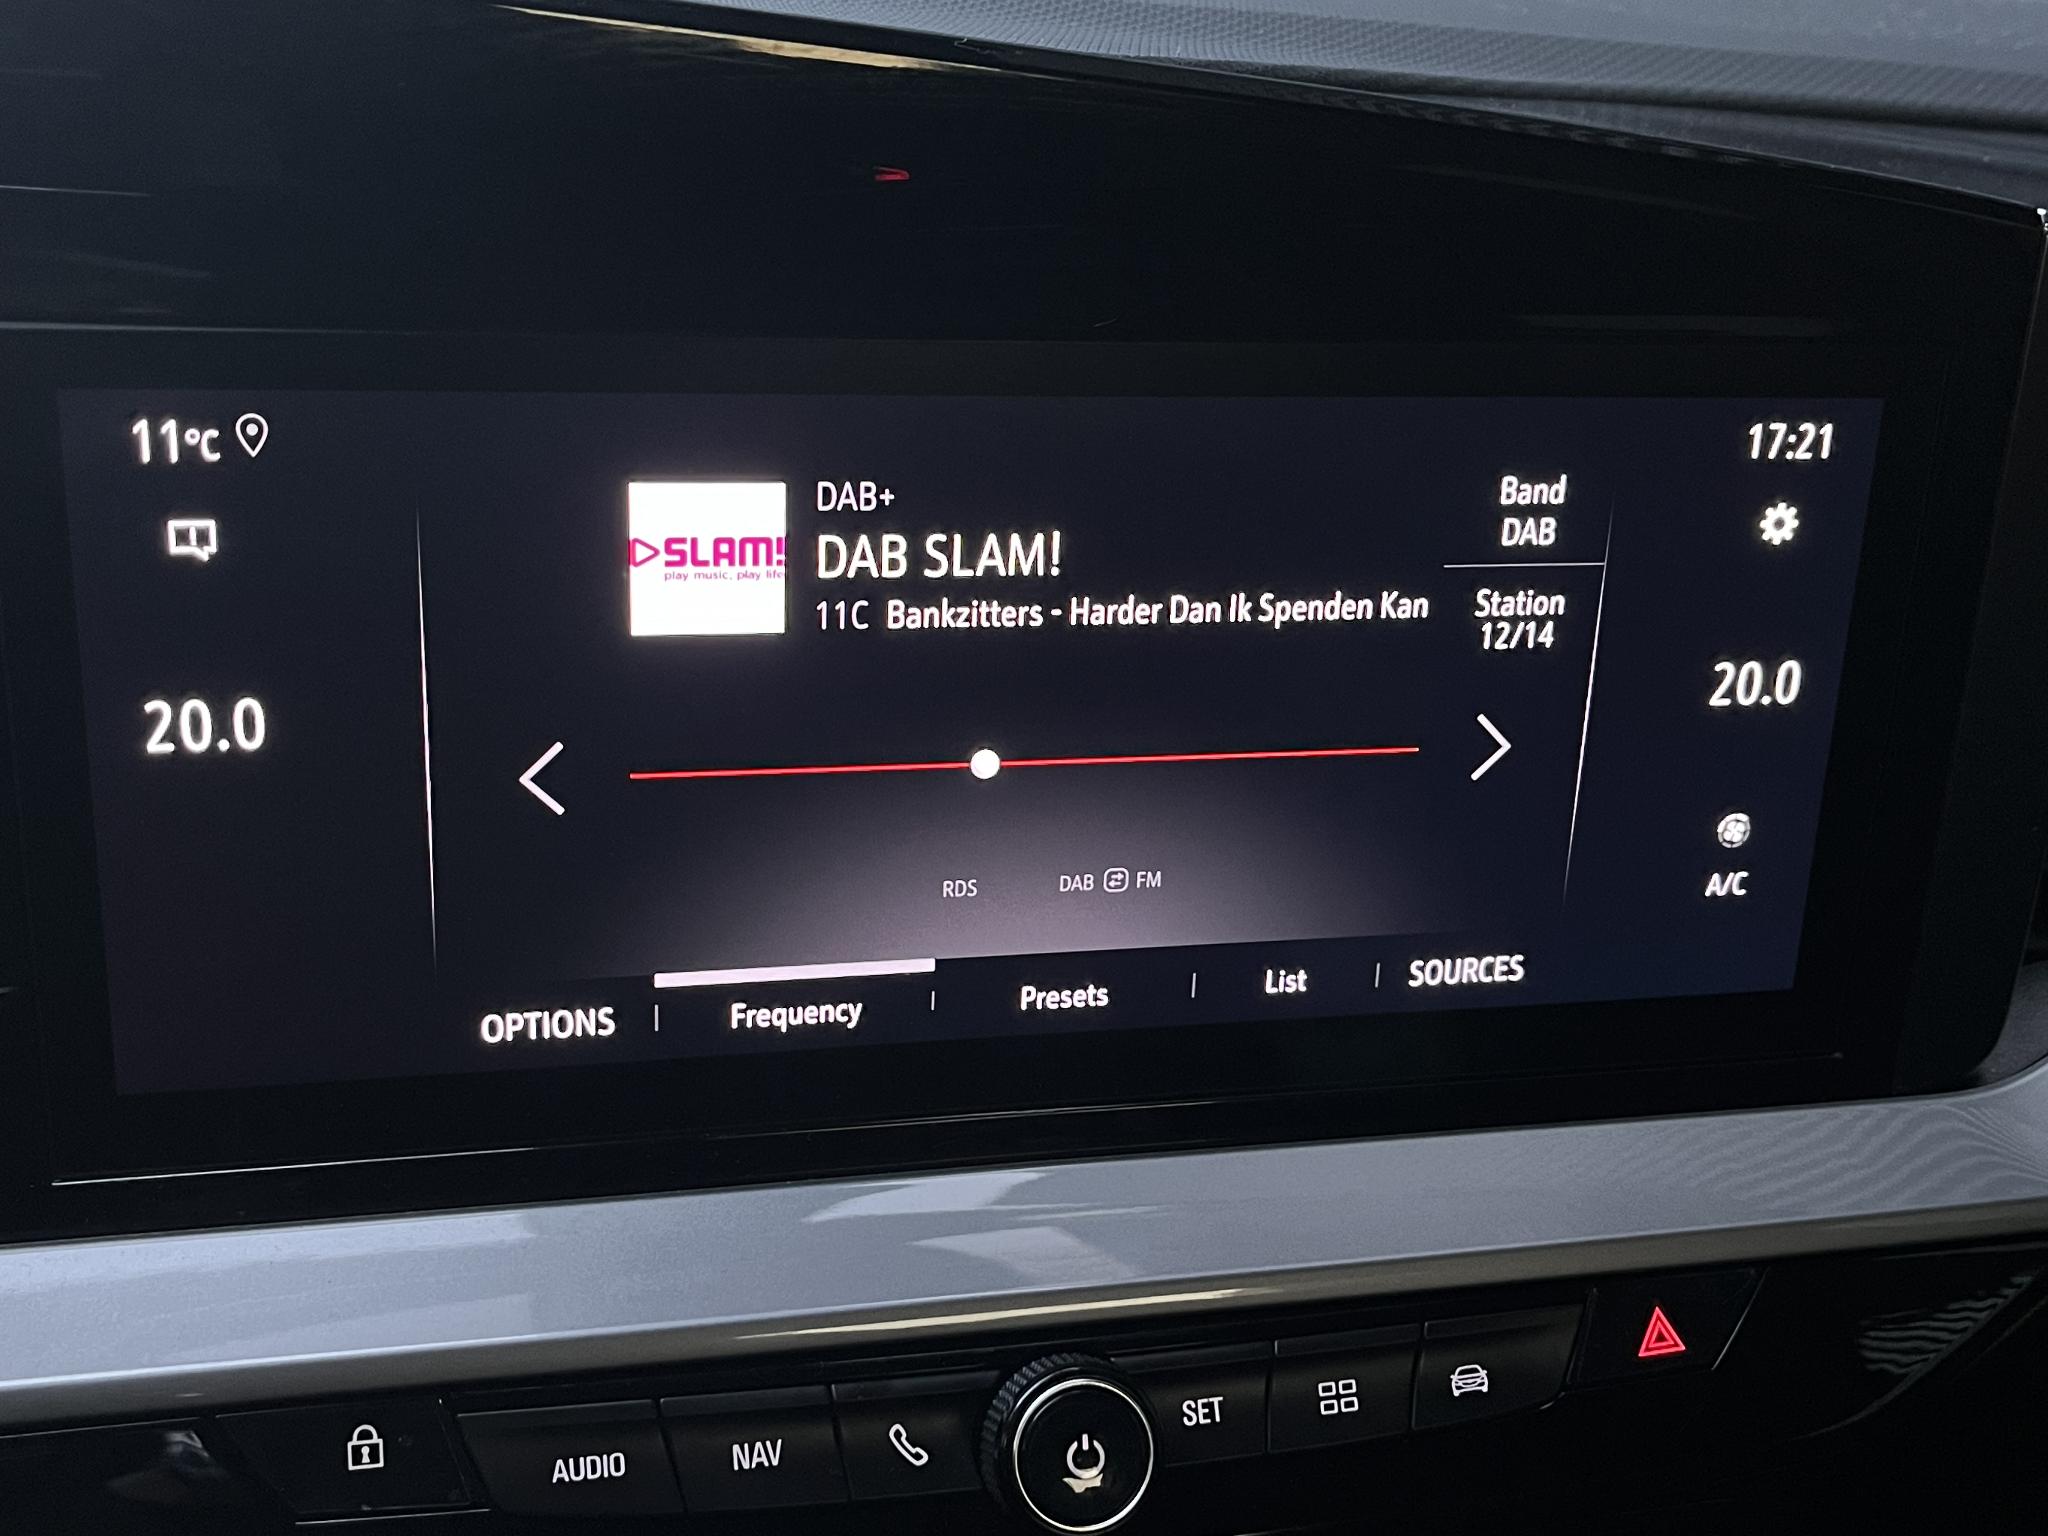 11°C
17:21
DAB+
DAB SLAM!
11C Bankzitters - Harder Dan Ik Spenden Kan
SLAM!
play music, play life
Band
DAB
Station
12/14
20.0
20.0
A/C
RDS
DAB FM
OPTIONS
Frequency
Presets
List
SOURCES
AUDIO
NAV
SET